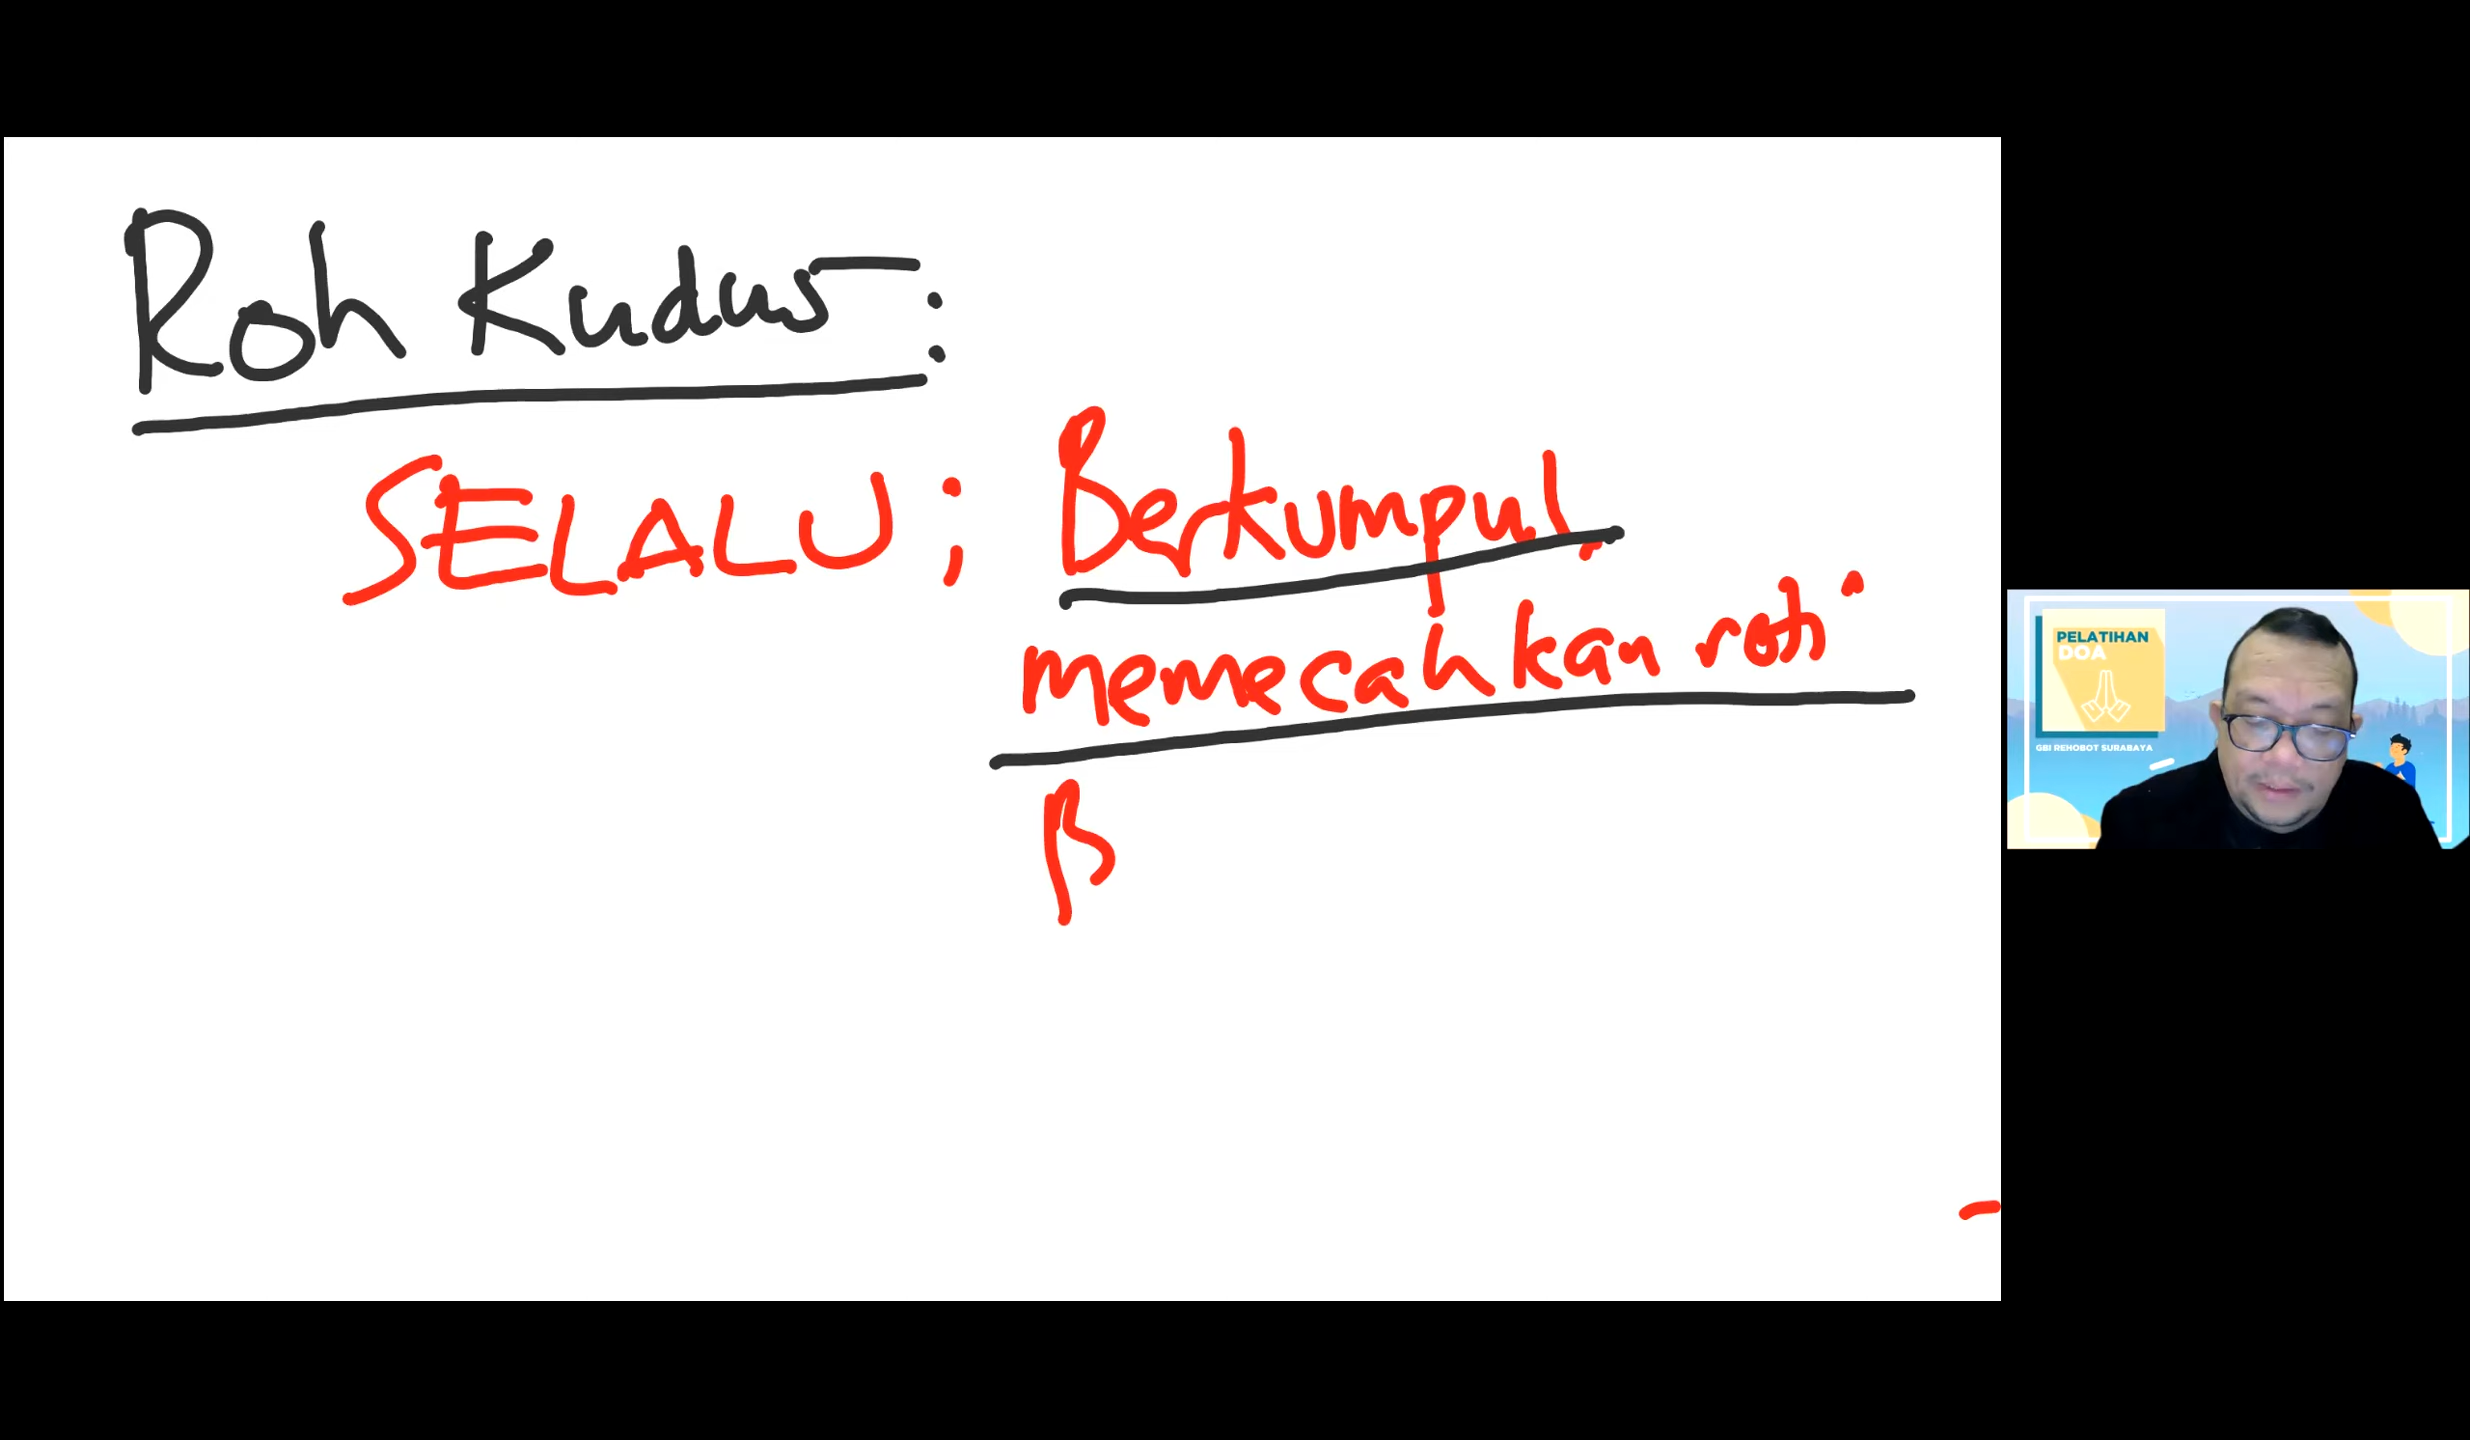 Roh Kudus :
SELALU ; Berkumpul,
memecahkan roti
B
PELATIHAN
DOA
GBI REHOBOT SURABAYA